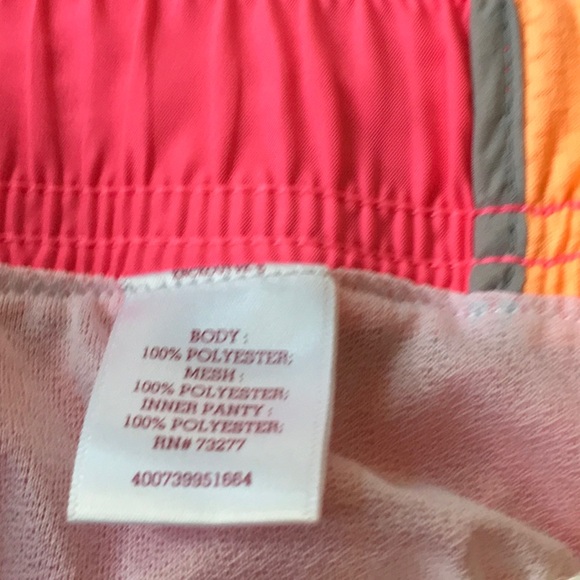 BODY :
100% POLYESTER;
MESH :
100% POLYESTER;
INNER PANTY :
100% POLYESTER;
RN# 73277
400739951664